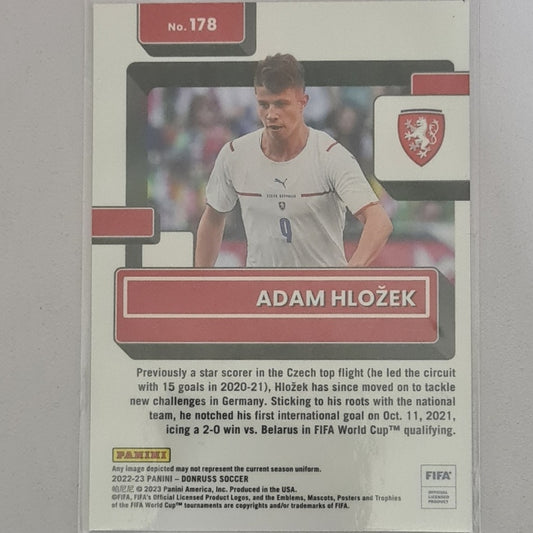 No. 178
CZECH REPUBLIC
9
ADAM HLOŽEK
Previously a star scorer in the Czech top flight (he led the circuit
with 15 goals in 2020-21), Hložek has since moved on to tackle
new challenges in Germany. Sticking to his roots with the national
team, he notched his first international goal on Oct. 11, 2021,
icing a 2-0 win vs. Belarus in FIFA World Cup™ qualifying.
PANINI
Any image depicted may not represent the current season uniform.
2022-23 PANINI – DONRUSS SOCCER
帕尼尼 © 2023 Panini America, Inc. Produced in the USA.
©FIFA, FIFA's Official Licensed Product Logos, and the Emblems, Mascots, Posters and Trophies
of the FIFA World Cup™ tournaments are copyrights and/or trademarks of FIFA.
FIFA®
OFFICIAL
LICENSED
PRODUCT